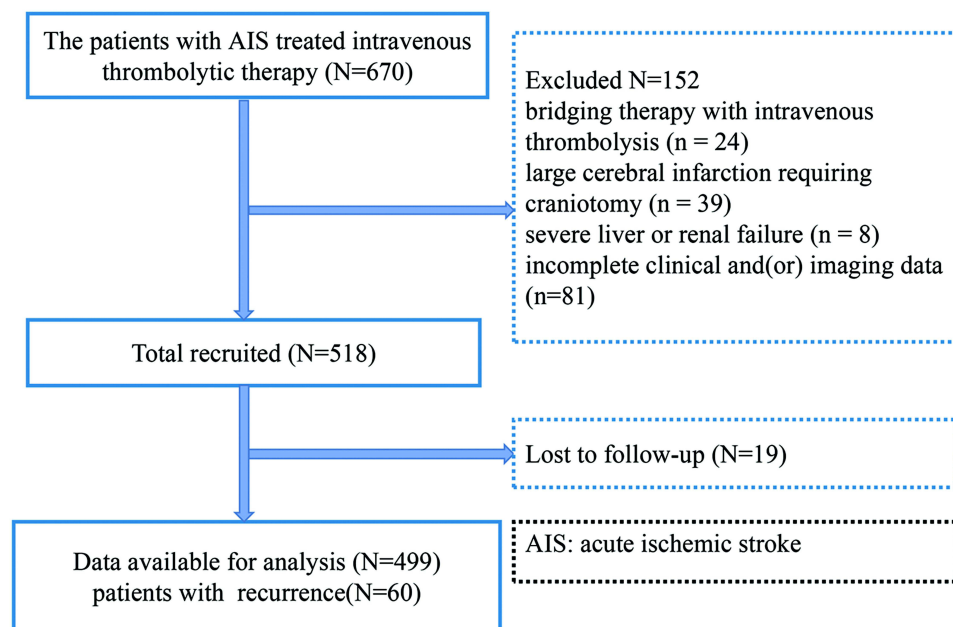 The patients with AIS treated intravenous
thrombolytic therapy (N=670)
Excluded N=152
bridging therapy with intravenous
thrombolysis (n = 24)
large cerebral infarction requiring
craniotomy (n = 39)
severe liver or renal failure (n = 8)
incomplete clinical and(or) imaging data
(n=81)
Total recruited (N=518)
Lost to follow-up (N=19)
Data available for analysis (N=499)
patients with  recurrence(N=60)
AIS: acute ischemic stroke